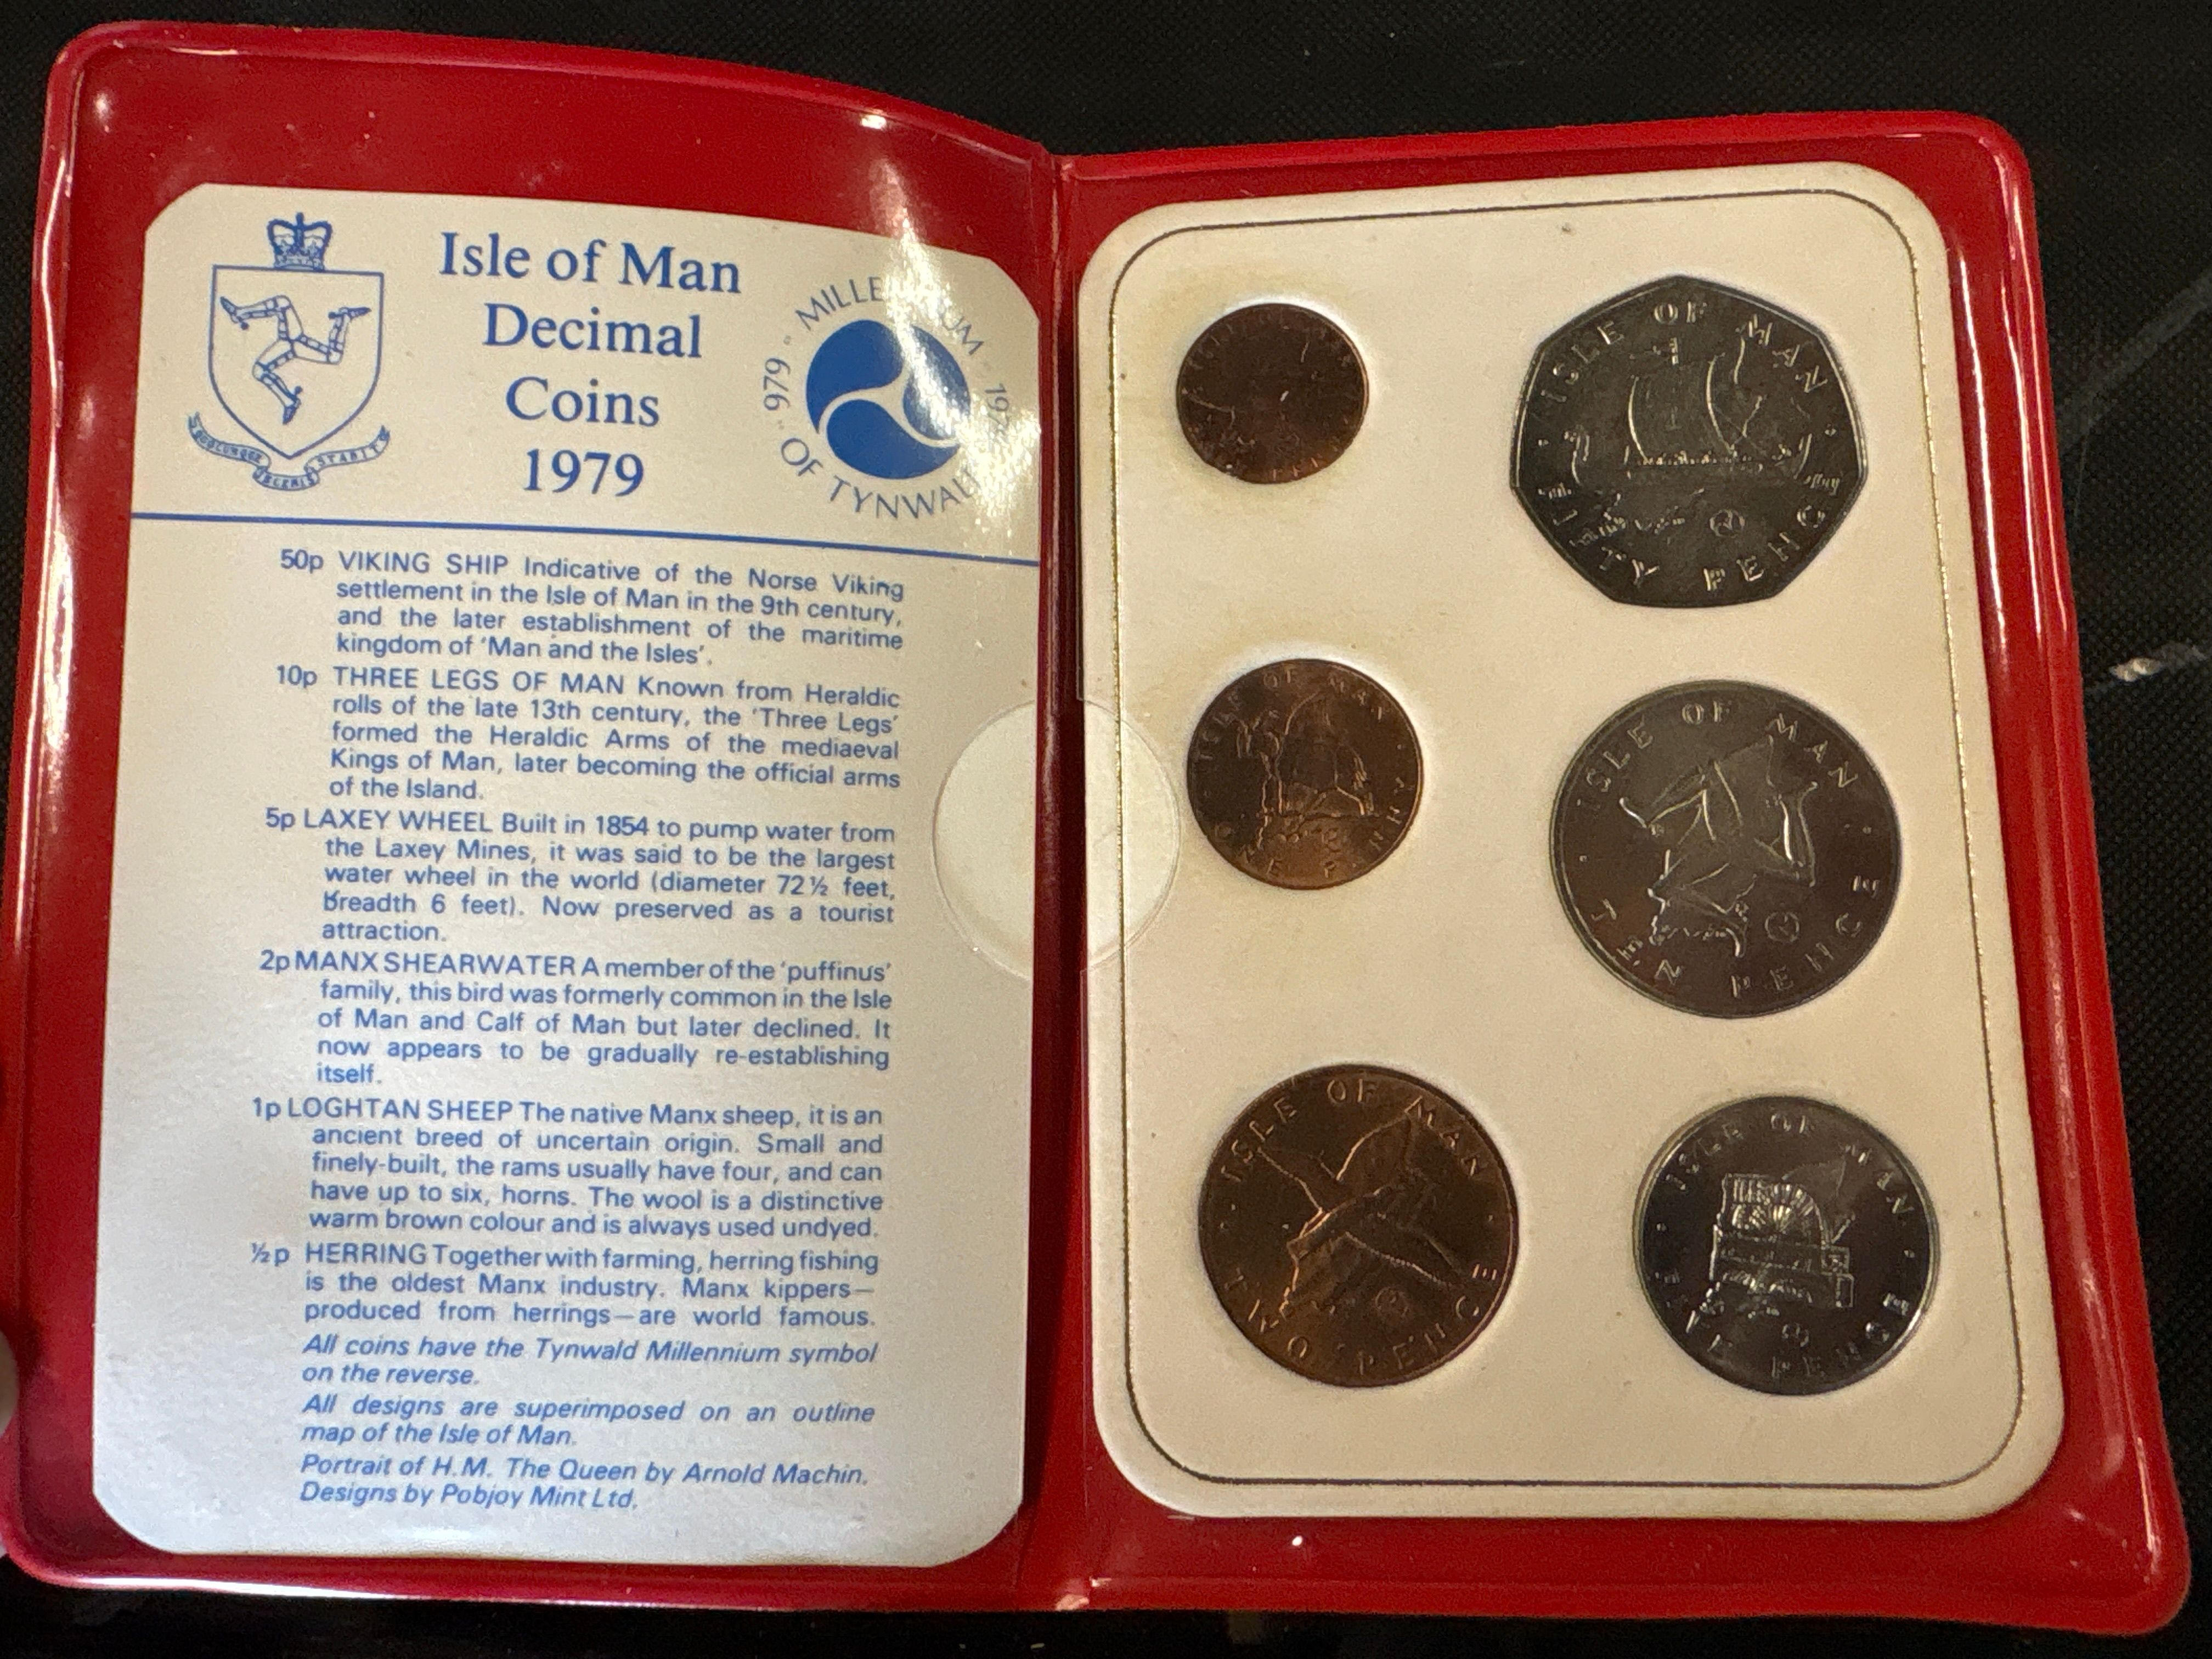 Isle of Man
Decimal
Coins
1979
QUOCUNQUE
JECERIS
STABIT
MILLENNIUM
OF TYNWALD
979 - 1979
50p VIKING SHIP Indicative of the Norse Viking
settlement in the Isle of Man in the 9th century,
and the later establishment of the maritime
kingdom of 'Man and the Isles'.
10p THREE LEGS OF MAN Known from Heraldic
rolls of the late 13th century, the 'Three Legs'
formed the Heraldic Arms of the mediaeval
Kings of Man, later becoming the official arms
of the Island.
5p LAXEY WHEEL Built in 1854 to pump water from
the Laxey Mines, it was said to be the largest
water wheel in the world (diameter 72½ feet,
breadth 6 feet). Now preserved as a tourist
attraction.
2p MANX SHEARWATER A member of the 'puffinus'
family, this bird was formerly common in the Isle
of Man and Calf of Man but later declined. It
now appears to be gradually re-establishing
itself.
1p LOGHTAN SHEEP The native Manx sheep, it is an
ancient breed of uncertain origin. Small and
finely-built, the rams usually have four, and can
have up to six, horns. The wool is a distinctive
warm brown colour and is always used undyed.
½p HERRING Together with farming, herring fishing
is the oldest Manx industry. Manx kippers—
produced from herrings—are world famous.
All coins have the Tynwald Millennium symbol
on the reverse.
All designs are superimposed on an outline
map of the Isle of Man.
Portrait of H.M. The Queen by Arnold Machin.
Designs by Pobjoy Mint Ltd.
ISLE OF MAN
FIFTY PENCE
ISLE OF MAN
ONE PENNY
ISLE OF MAN
TEN PENCE
ISLE OF MAN
TWO PENCE
ISLE OF MAN
FIVE PENCE